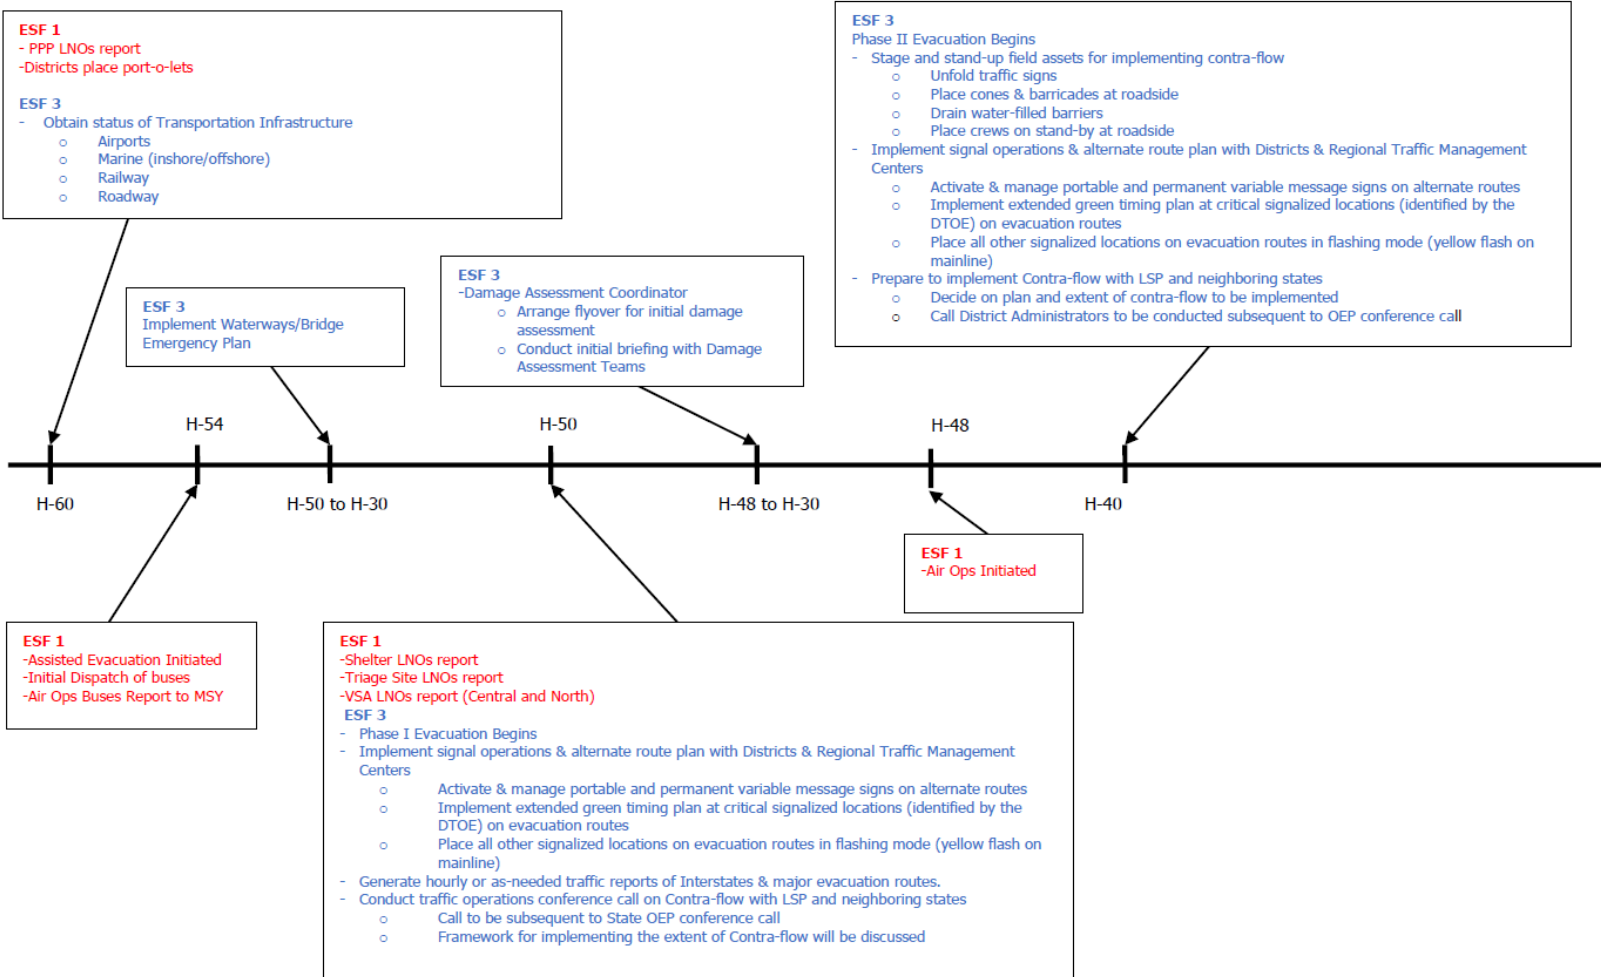 ESF 1
- PPP LNOs report
-Districts place port-o-lets
ESF 3
- Obtain status of Transportation Infrastructure
o Airports
o Marine (inshore/offshore)
o Railway
o Roadway
ESF 3
Implement Waterways/Bridge
Emergency Plan
ESF 3
-Damage Assessment Coordinator
o Arrange flyover for initial damage
assessment
o Conduct initial briefing with Damage
Assessment Teams
ESF 3
Phase II Evacuation Begins
- Stage and stand-up field assets for implementing contra-flow
o Unfold traffic signs
o Place cones & barricades at roadside
o Drain water-filled barriers
o Place crews on stand-by at roadside
- Implement signal operations & alternate route plan with Districts & Regional Traffic Management
Centers
o Activate & manage portable and permanent variable message signs on alternate routes
o Implement extended green timing plan at critical signalized locations (identified by the
DTOE) on evacuation routes
o Place all other signalized locations on evacuation routes in flashing mode (yellow flash on
mainline)
- Prepare to implement Contra-flow with LSP and neighboring states
o Decide on plan and extent of contra-flow to be implemented
o Call District Administrators to be conducted subsequent to OEP conference call
H-54
H-50
H-48
H-60
H-50 to H-30
H-48 to H-30
H-40
ESF 1
-Assisted Evacuation Initiated
-Initial Dispatch of buses
-Air Ops Buses Report to MSY
ESF 1
-Shelter LNOs report
-Triage Site LNOs report
-VSA LNOs report (Central and North)
ESF 3
- Phase I Evacuation Begins
- Implement signal operations & alternate route plan with Districts & Regional Traffic Management
Centers
o Activate & manage portable and permanent variable message signs on alternate routes
o Implement extended green timing plan at critical signalized locations (identified by the
DTOE) on evacuation routes
o Place all other signalized locations on evacuation routes in flashing mode (yellow flash on
mainline)
- Generate hourly or as-needed traffic reports of Interstates & major evacuation routes.
- Conduct traffic operations conference call on Contra-flow with LSP and neighboring states
o Call to be subsequent to State OEP conference call
o Framework for implementing the extent of Contra-flow will be discussed
ESF 1
-Air Ops Initiated